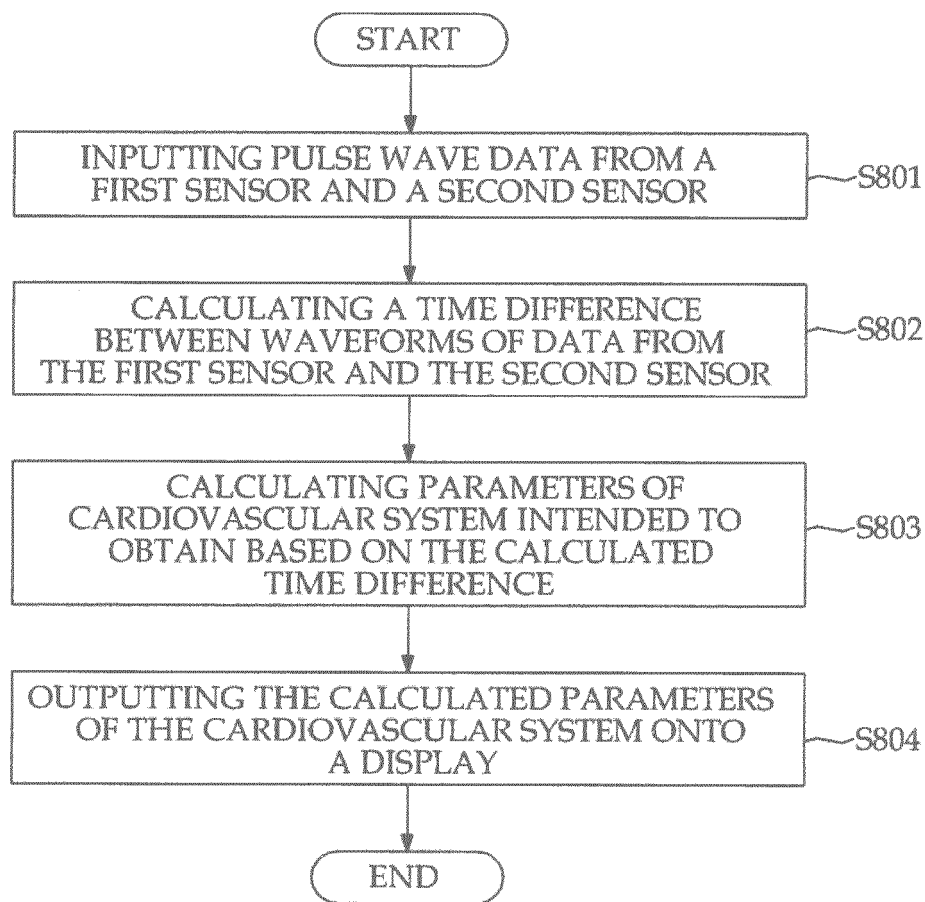 START
INPUTTING PULSE WAVE DATA FROM A
FIRST SENSOR AND A SECOND SENSOR
S801
CALCULATING A TIME DIFFERENCE
BETWEEN WAVEFORMS OF DATA FROM
THE FIRST SENSOR AND THE SECOND SENSOR
S802
CALCULATING PARAMETERS OF
CARDIOVASCULAR SYSTEM INTENDED TO
OBTAIN BASED ON THE CALCULATED
TIME DIFFERENCE
S803
OUTPUTTING THE CALCULATED PARAMETERS
OF THE CARDIOVASCULAR SYSTEM ONTO
A DISPLAY
S804
END